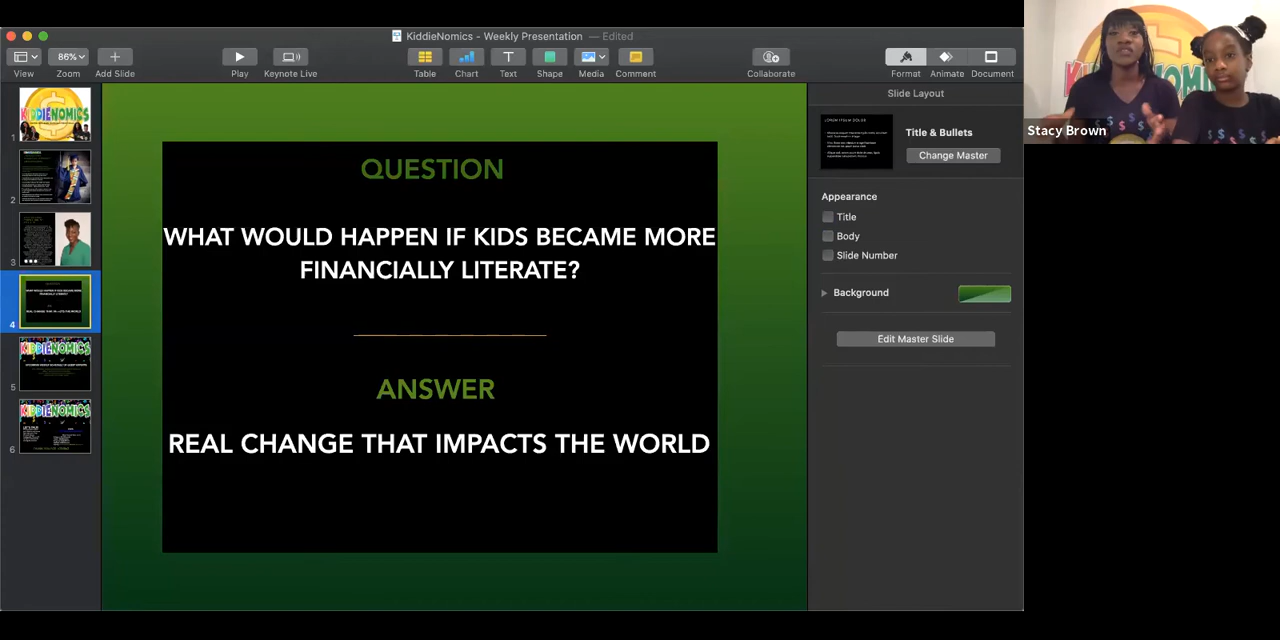 KiddieNomics - Weekly Presentation — Edited
86%
View
Zoom
Add Slide
Play
Keynote Live
Table
Chart
Text
Shape
Media
Comment
Collaborate
Format
Animate
Document
KIDDIENOMICS
1
2
3
4
5
6
KIDDIENOMICS
KIDDIENOMICS
QUESTION
WHAT WOULD HAPPEN IF KIDS BECAME MORE
FINANCIALLY LITERATE?
ANSWER
REAL CHANGE THAT IMPACTS THE WORLD
Slide Layout
Title & Bullets
Change Master
Appearance
Title
Body
Slide Number
Background
Edit Master Slide
Stacy Brown